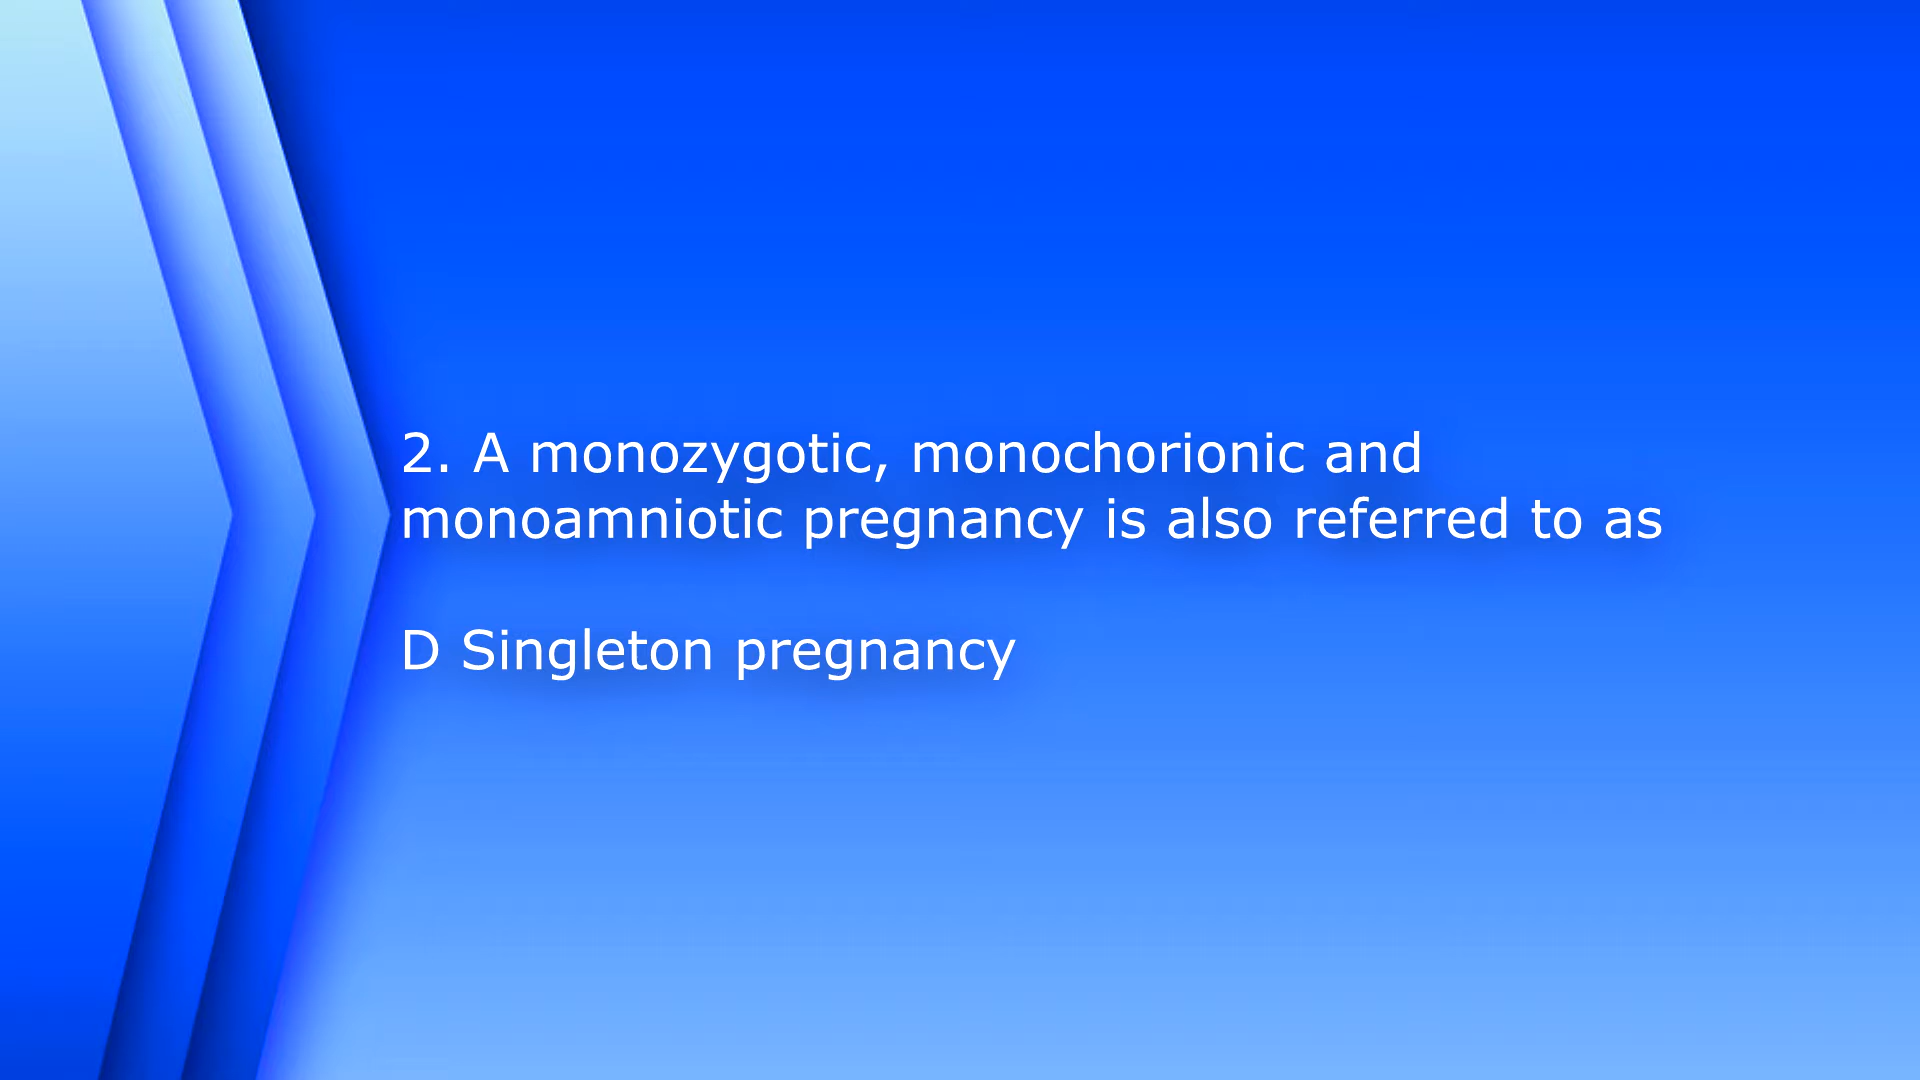 2. A monozygotic, monochorionic and
monoamniotic pregnancy is also referred to as
D Singleton pregnancy